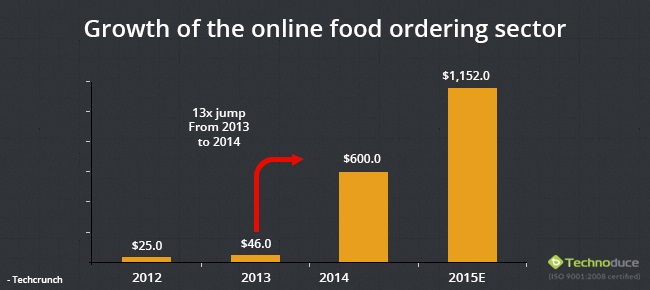 Growth of the online food ordering sector
$1,152.0
13x jump
From 2013
to 2014
$600.0
$25.0
$46.0
Technoduce
(ISO 9001:2008 certified)
- Techcrunch
2012
2013
2014
2015E